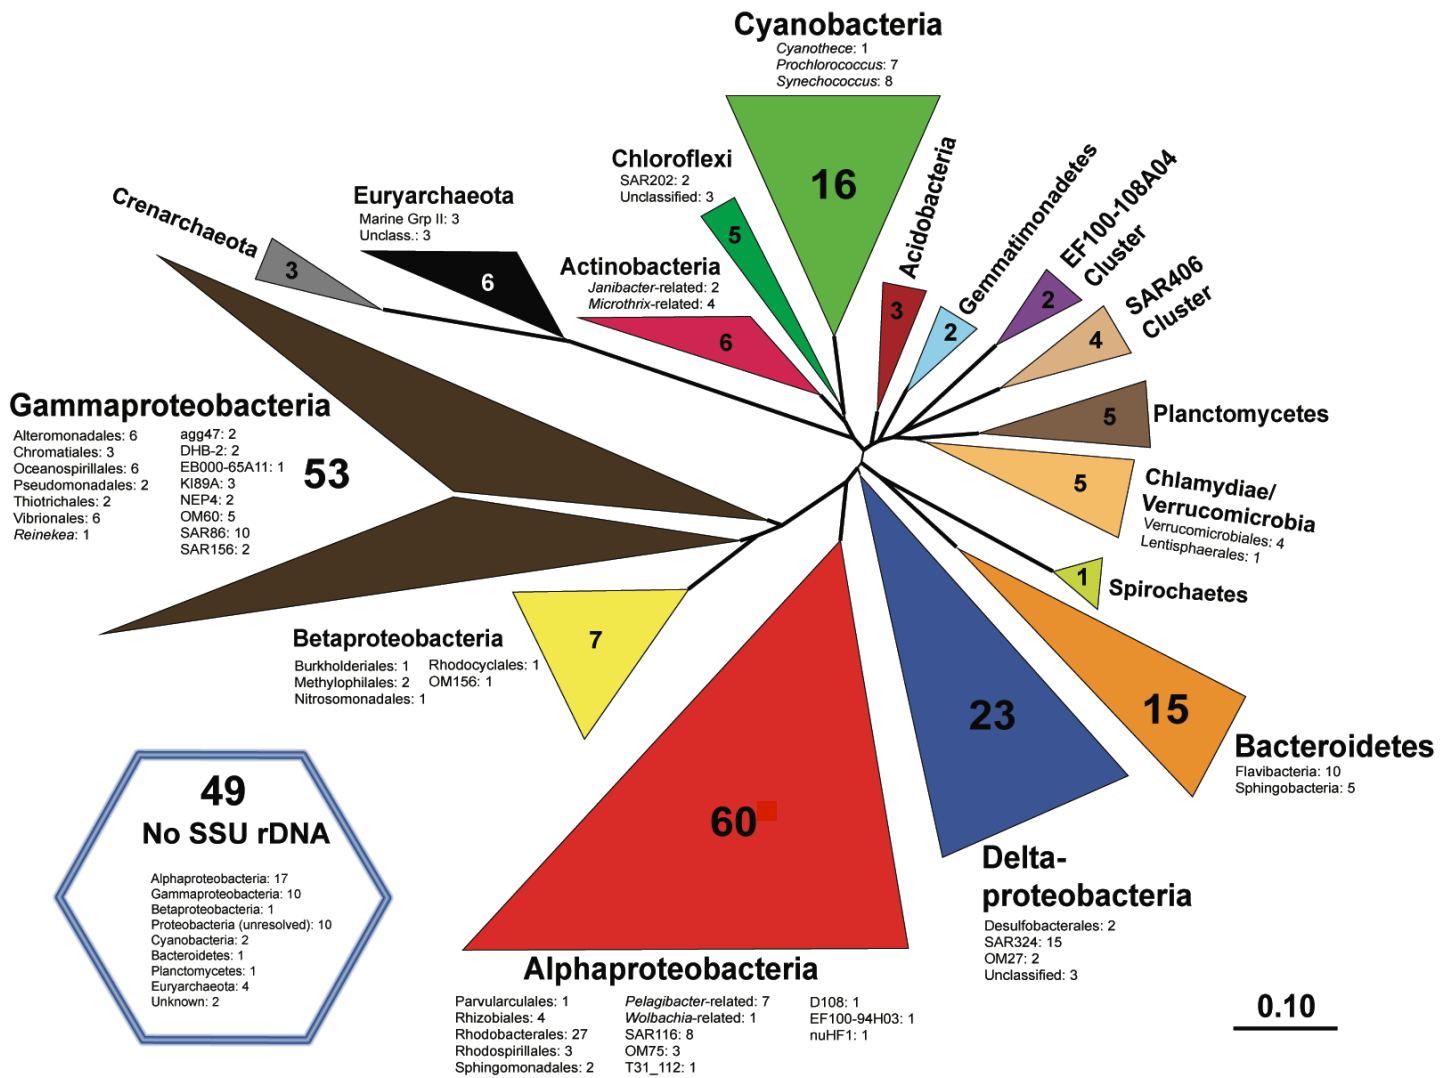 Cyanobacteria
Cyanothece: 1
Prochlorococcus: 7
Synechococcus: 8
16
Chloroflexi
SAR202: 2
Unclassified: 3
5
Acidobacteria
3
Gemmatimonadetes
2
EF100-108A04
Cluster
2
SAR406
Cluster
4
Crenarchaeota
3
Euryarchaeota
Marine Grp II: 3
Unclass.: 3
6
Actinobacteria
Janibacter-related: 2
Microthrix-related: 4
6
Planctomycetes
5
Chlamydiae/
Verrucomicrobia
Verrucomicrobiales: 4
Lentisphaerales: 1
5
Spirochaetes
1
Gammaproteobacteria
53
Alteromonadales: 6
Chromatiales: 3
Oceanospirillales: 6
Pseudomonadales: 2
Thiotrichales: 2
Vibrionales: 6
Reinekea: 1
agg47: 2
DHB-2: 2
EB000-65A11: 1
KI89A: 3
NEP4: 2
OM60: 5
SAR86: 10
SAR156: 2
Betaproteobacteria
7
Burkholderiales: 1
Methylophilales: 2
Nitrosomonadales: 1
Rhodocyclales: 1
OM156: 1
15
Bacteroidetes
Flavibacteria: 10
Sphingobacteria: 5
23
Delta-
proteobacteria
Desulfobacterales: 2
SAR324: 15
OM27: 2
Unclassified: 3
60
Alphaproteobacteria
Parvularculales: 1
Rhizobiales: 4
Rhodobacterales: 27
Rhodospirillales: 3
Sphingomonadales: 2
Pelagibacter-related: 7
Wolbachia-related: 1
SAR116: 8
OM75: 3
T31_112: 1
D108: 1
EF100-94H03: 1
nuHF1: 1
49
No SSU rDNA
Alphaproteobacteria: 17
Gammaproteobacteria: 10
Betaproteobacteria: 1
Proteobacteria (unresolved): 10
Cyanobacteria: 2
Bacteroidetes: 1
Planctomycetes: 1
Euryarchaeota: 4
Unknown: 2
0.10